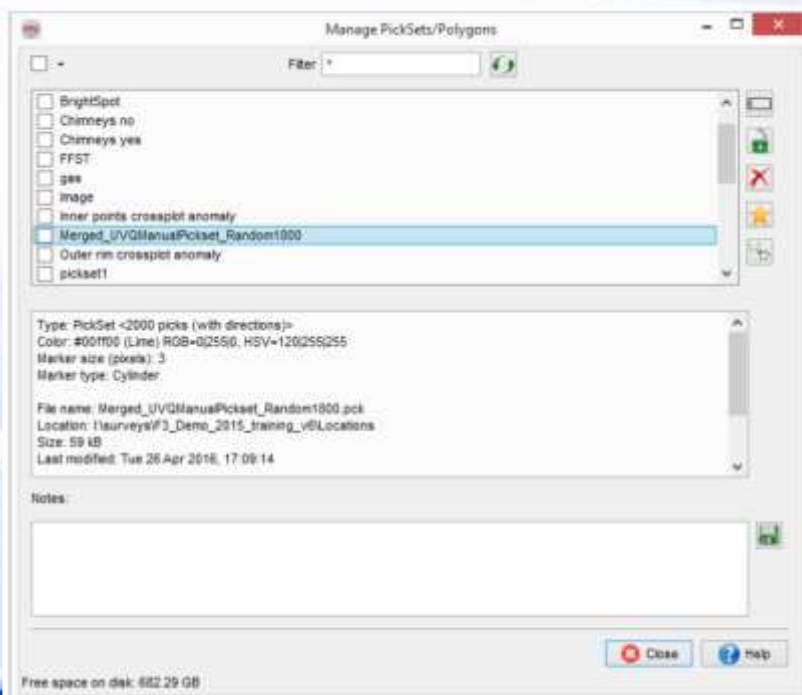 Manage PickSets/Polygons
Filter *
BrightSpot
Chimneys no
Chimneys yes
FFST
gas
Image
Inner points crossplot anomaly
Merged_UVQManualPickset_Random1800
Outer rim crossplot anomaly
pickset1
Type: PickSet <2000 picks (with directions)>
Color: #00ff00 (Lime) RGB=0|255|0, HSV=120|255|255
Marker size (pixels): 3
Marker type: Cylinder
File name: Merged_UVQManualPickset_Random1800.pck
Location: I:\surveys\F3_Demo_2015_training_v6\Locations
Size: 59 kB
Last modified: Tue 26 Apr 2016, 17:09:14
Notes:
Close Help
Free space on disk: 682.29 GB